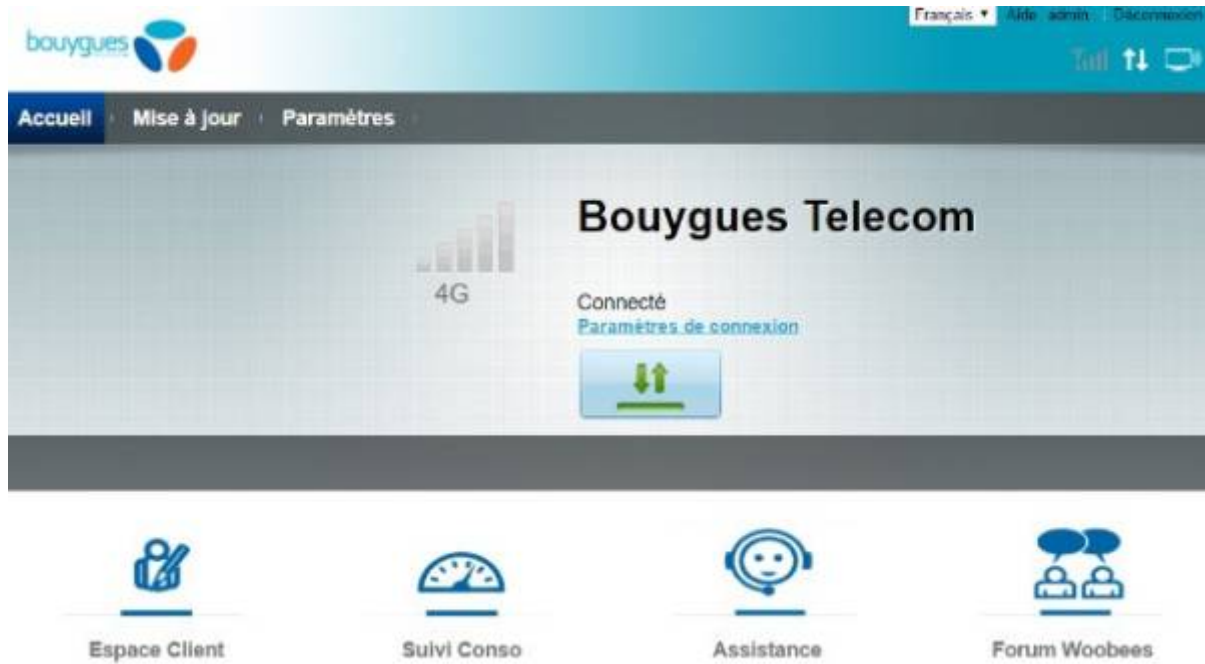 Français Aide admin Déconnexion
bouygues
Accueil Mise à jour Paramètres
Bouygues Telecom
4G
Connecté
Paramètres de connexion
Espace Client Suivi Conso Assistance Forum Woobees